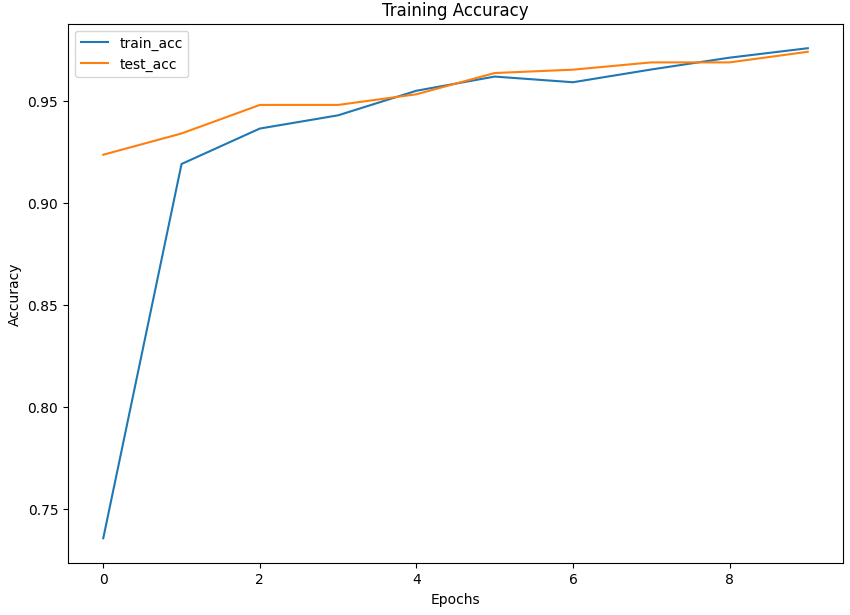 Training Accuracy
train_acc
test_acc
0.95
0.90
0.85
0.80
0.75
Accuracy
0 2 4 6 8
Epochs